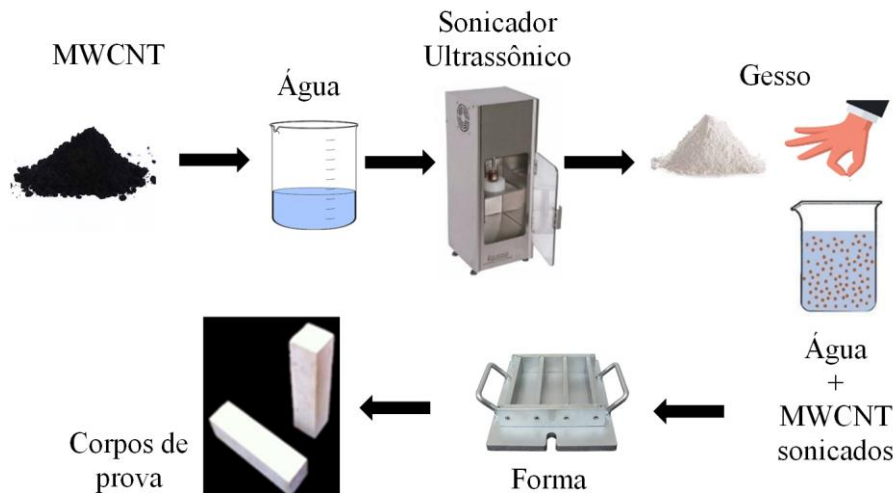 MWCNT
Água
Sonicador
Ultrassônico
Gesso
Água
+
MWCNT
sonicados
Forma
Corpos de
prova